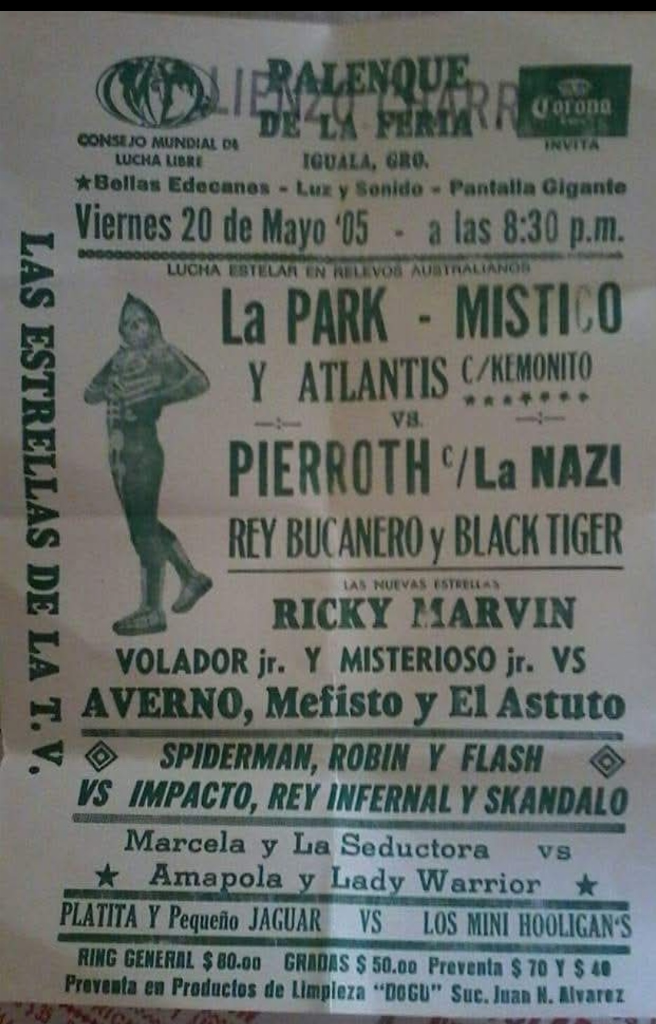 PALENQUE
LIENZO CHARR
DE LA FERIA
IGUALA, GRO.
CONSEJO MUNDIAL DE
LUCHA LIBRE
Corona
INVITA
★Bellas Edecanes - Luz y Sonido - Pantalla Gigante
Viernes 20 de Mayo '05 - a las 8:30 p.m.
LUCHA ESTELAR EN RELEVOS AUSTRALIANOS
La PARK - MISTICO
Y ATLANTIS C/KEMONITO
VS.
PIERROTH c/La NAZI
REY BUCANERO y BLACK TIGER
LAS NUEVAS ESTRELLAS
RICKY MARVIN
VOLADOR jr. Y MISTERIOSO jr. VS
AVERNO, Mefisto y El Astuto
SPIDERMAN, ROBIN Y FLASH
VS IMPACTO, REY INFERNAL Y SKANDALO
Marcela y La Seductora vs
★ Amapola y Lady Warrior ★
PLATITA Y Pequeño JAGUAR VS LOS MINI HOOLIGAN'S
RING GENERAL $ 80.00 GRADAS $ 50.00 Preventa $ 70 Y $ 40
Preventa en Productos de Limpieza "DOGU" Suc. Juan N. Alvarez
LAS ESTRELLAS DE LA T.V.